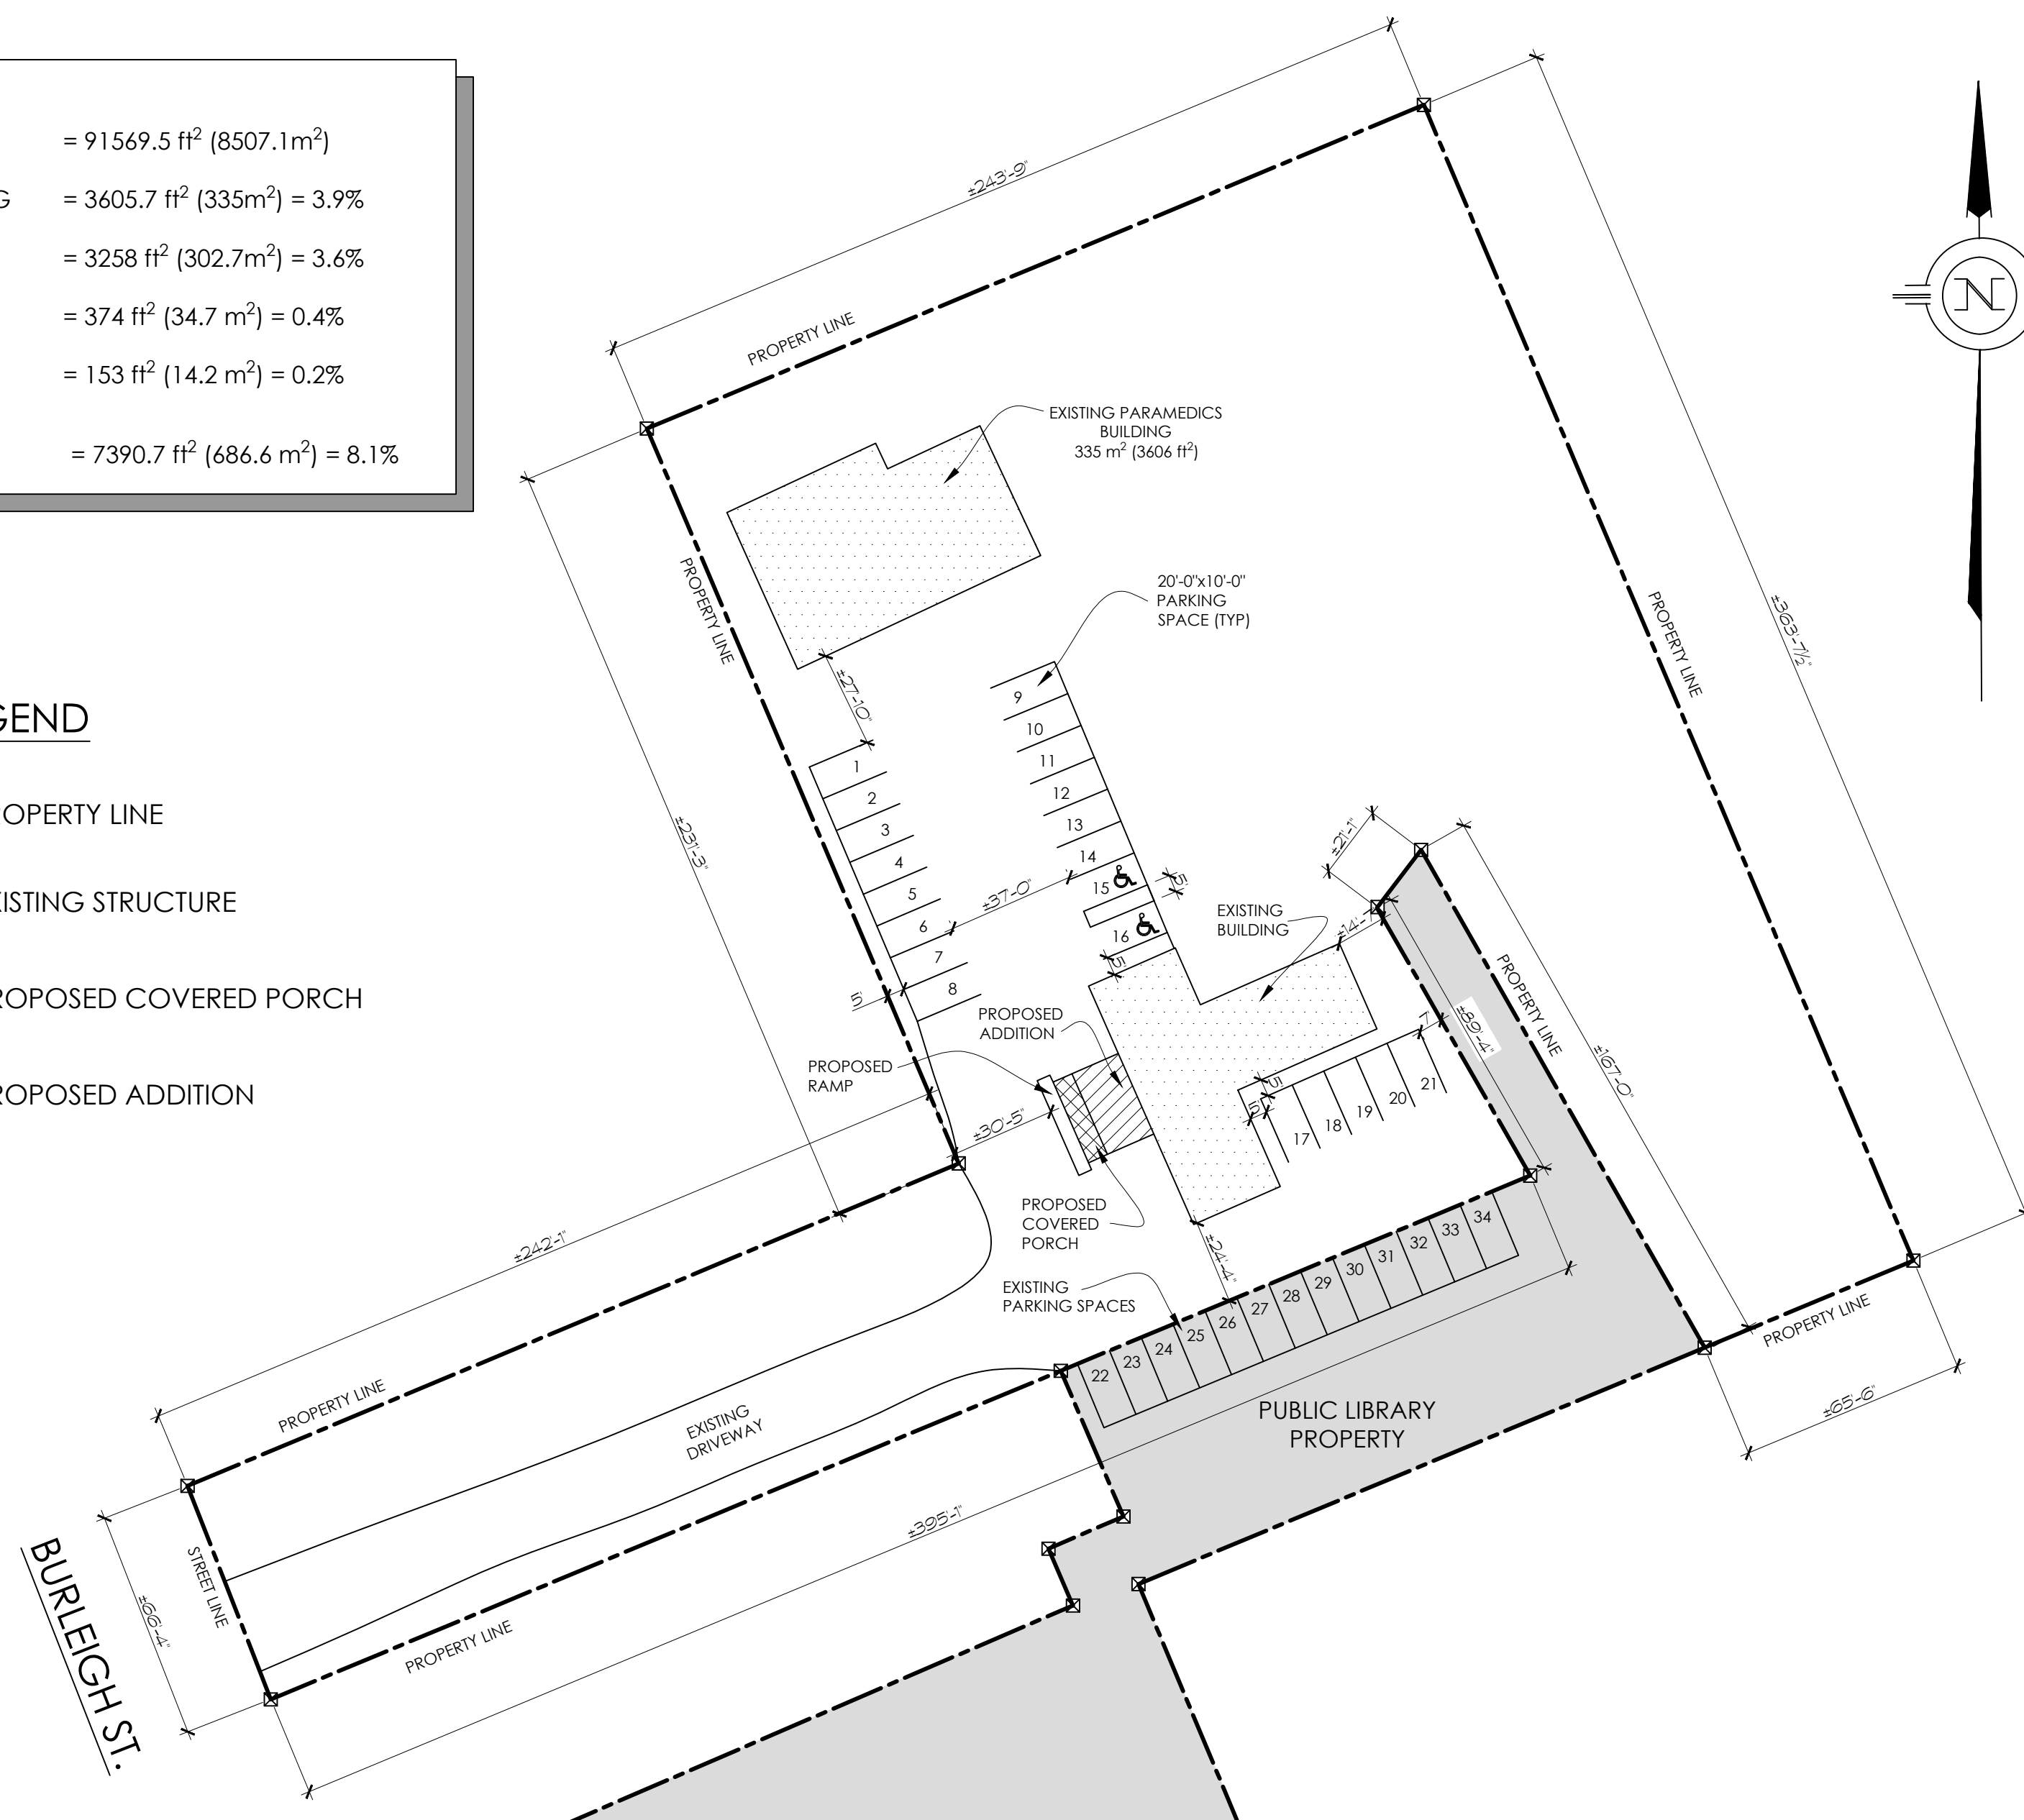 = 91569.5 ft² (8507.1m²)
G = 3605.7 ft² (335m²) = 3.9%
= 3258 ft² (302.7m²) = 3.6%
= 374 ft² (34.7 m²) = 0.4%
= 153 ft² (14.2 m²) = 0.2%
= 7390.7 ft² (686.6 m²) = 8.1%
GEND
OPERTY LINE
ISTING STRUCTURE
ROPOSED COVERED PORCH
ROPOSED ADDITION
±243'-9"
PROPERTY LINE
N
EXISTING PARAMEDICS
BUILDING
335 m² (3606 ft²)
PROPERTY LINE
20'-0"x10'-0"
PARKING
SPACE (TYP)
PROPERTY LINE
±363'-7½"
±27'-10"
±231'-3"
1
2
3
4
5
6
7
8
9
10
11
12
13
14
15
16
±37'-0"
5'
5'
5'
±21'-1"
EXISTING
BUILDING
±14'-
PROPERTY LINE
±89'-4"
±167'-0"
7'
PROPOSED
ADDITION
PROPOSED
RAMP
±30'-5"
5'
5'
17
18
19
20
21
PROPOSED
COVERED
PORCH
±24'-4"
EXISTING
PARKING SPACES
22
23
24
25
26
27
28
29
30
31
32
33
34
PROPERTY LINE
±65'-6"
PUBLIC LIBRARY
PROPERTY
±242'-1"
PROPERTY LINE
EXISTING
DRIVEWAY
±395'-1"
STREET LINE
±66'-4"
PROPERTY LINE
BURLEIGH ST.